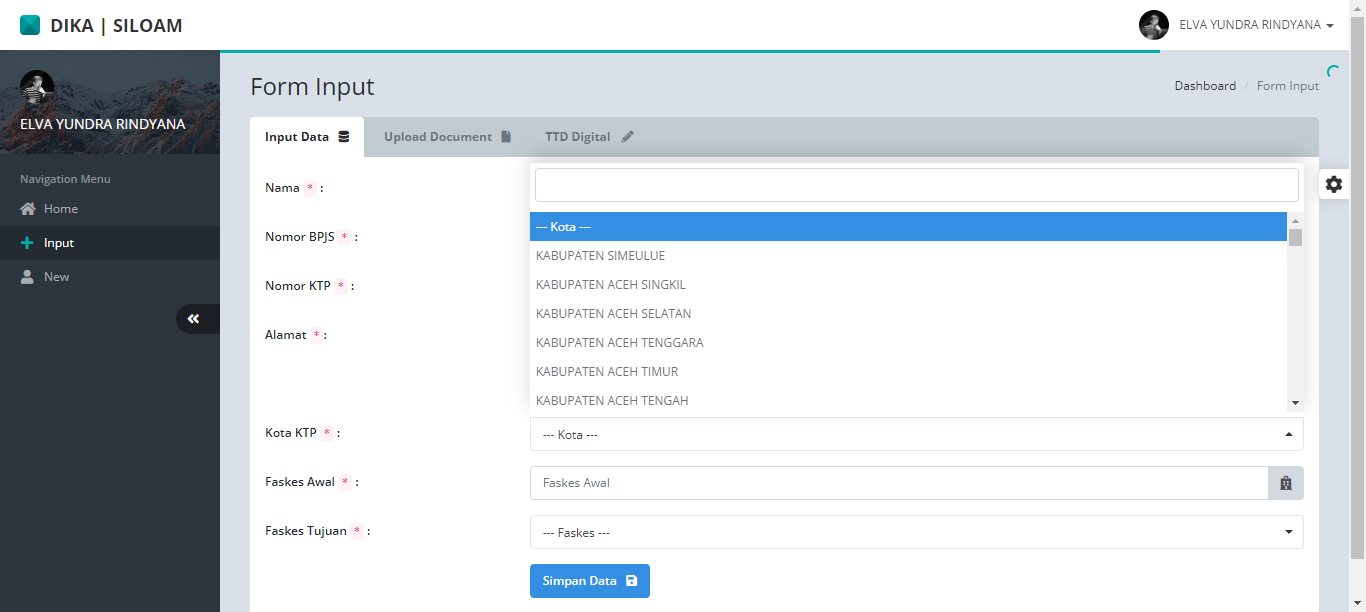 DIKA | SILOAM
ELVA YUNDRA RINDYANA
ELVA YUNDRA RINDYANA
Navigation Menu
Home
Input
New
Form Input
Dashboard / Form Input
Input Data
Upload Document
TTD Digital
Nama * :
Nomor BPJS * :
Nomor KTP * :
Alamat * :
--- Kota ---
KABUPATEN SIMEULUE
KABUPATEN ACEH SINGKIL
KABUPATEN ACEH SELATAN
KABUPATEN ACEH TENGGARA
KABUPATEN ACEH TIMUR
KABUPATEN ACEH TENGAH
Kota KTP * :
--- Kota ---
Faskes Awal * :
Faskes Awal
Faskes Tujuan * :
--- Faskes ---
Simpan Data